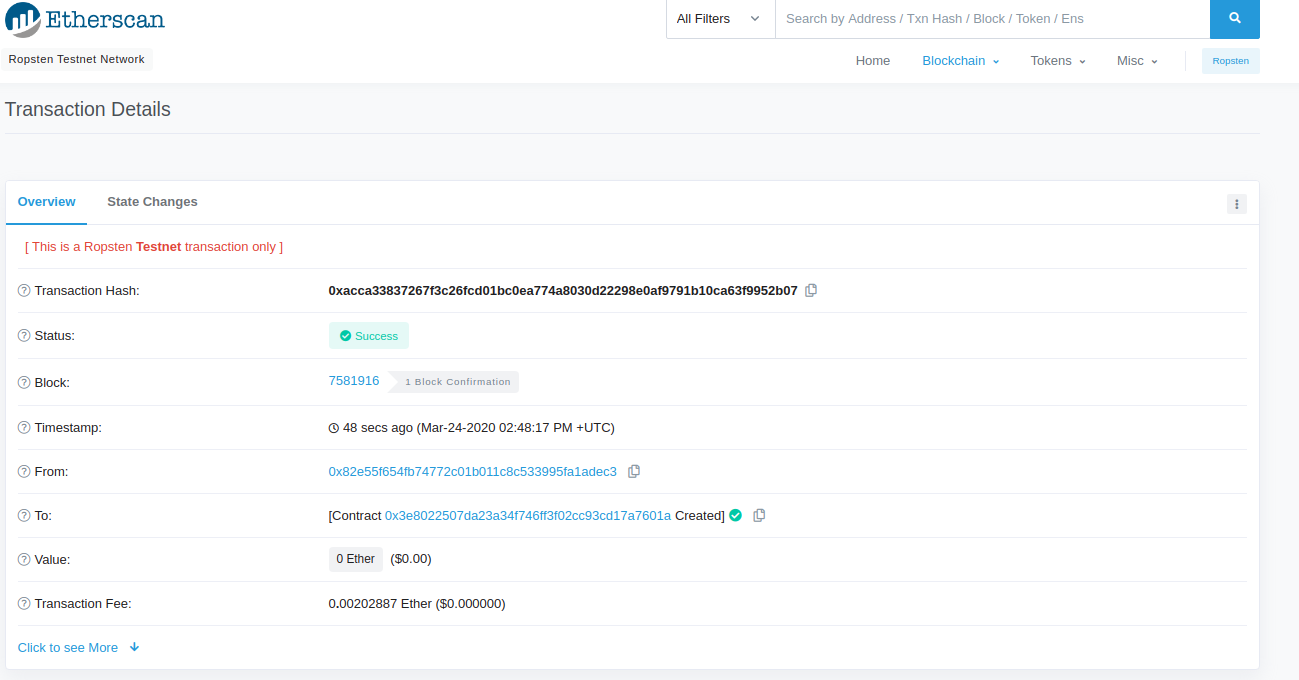 Etherscan
All Filters
Search by Address / Txn Hash / Block / Token / Ens
Ropsten Testnet Network
Home Blockchain Tokens Misc Ropsten
Transaction Details
Overview State Changes
[ This is a Ropsten Testnet transaction only ]
Transaction Hash: 0xacca33837267f3c26fcd01bc0ea774a8030d22298e0af9791b10ca63f9952b07
Status: Success
Block: 7581916 1 Block Confirmation
Timestamp: 48 secs ago (Mar-24-2020 02:48:17 PM +UTC)
From: 0x82e55f654fb74772c01b011c8c533995fa1adec3
To: [Contract 0x3e8022507da23a34f746ff3f02cc93cd17a7601a Created]
Value: 0 Ether ($0.00)
Transaction Fee: 0.00202887 Ether ($0.000000)
Click to see More